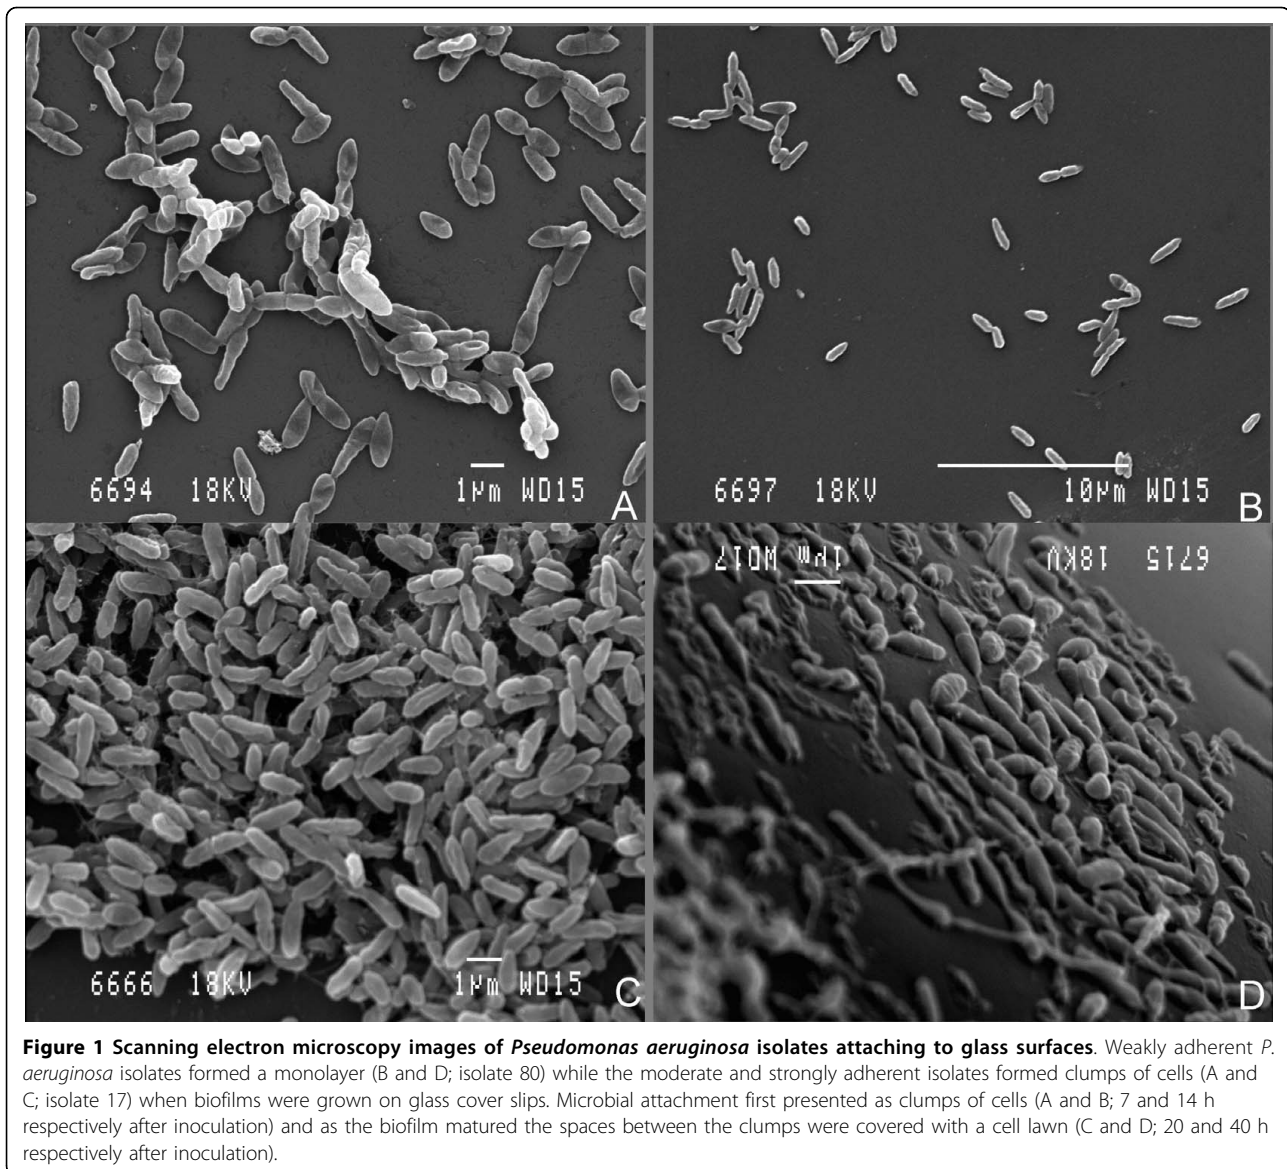 6694 18KV 1µm WD15 A
6697 18KV 10µm WD15 B
6666 18KV 1µm WD15 C
6715 18KV 1µm WD17
D
Figure 1 Scanning electron microscopy images of Pseudomonas aeruginosa isolates attaching to glass surfaces. Weakly adherent P.
aeruginosa isolates formed a monolayer (B and D; isolate 80) while the moderate and strongly adherent isolates formed clumps of cells (A and
C; isolate 17) when biofilms were grown on glass cover slips. Microbial attachment first presented as clumps of cells (A and B; 7 and 14 h
respectively after inoculation) and as the biofilm matured the spaces between the clumps were covered with a cell lawn (C and D; 20 and 40 h
respectively after inoculation).